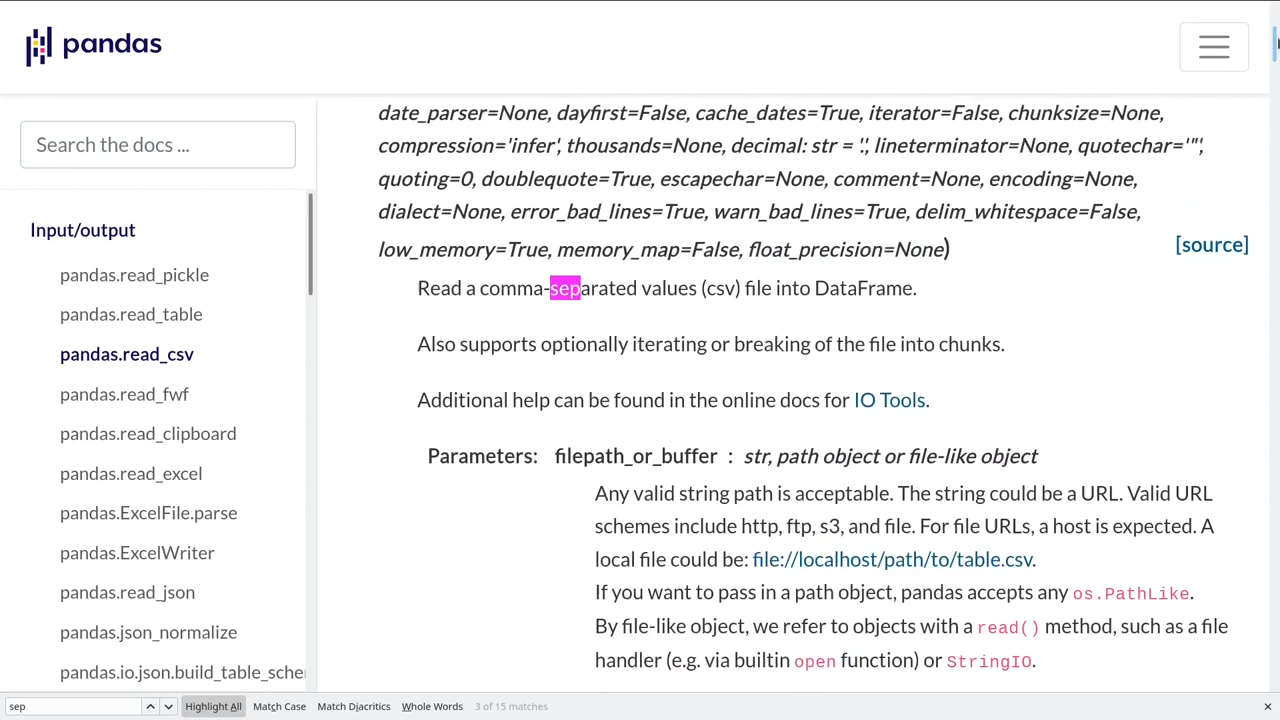 pandas
Search the docs ...
Input/output
pandas.read_pickle
pandas.read_table
pandas.read_csv
pandas.read_fwf
pandas.read_clipboard
pandas.read_excel
pandas.ExcelFile.parse
pandas.ExcelWriter
pandas.read_json
pandas.json_normalize
pandas.io.json.build_table_sche
date_parser=None, dayfirst=False, cache_dates=True, iterator=False, chunksize=None,
compression='infer', thousands=None, decimal: str = '.', lineterminator=None, quotechar='"',
quoting=0, doublequote=True, escapechar=None, comment=None, encoding=None,
dialect=None, error_bad_lines=True, warn_bad_lines=True, delim_whitespace=False,
low_memory=True, memory_map=False, float_precision=None) [source]
Read a comma-separated values (csv) file into DataFrame.
Also supports optionally iterating or breaking of the file into chunks.
Additional help can be found in the online docs for IO Tools.
Parameters: filepath_or_buffer : str, path object or file-like object
Any valid string path is acceptable. The string could be a URL. Valid URL
schemes include http, ftp, s3, and file. For file URLs, a host is expected. A
local file could be: file://localhost/path/to/table.csv.
If you want to pass in a path object, pandas accepts any os.PathLike.
By file-like object, we refer to objects with a read() method, such as a file
handler (e.g. via builtin open function) or StringIO.
sep Highlight All Match Case Match Diacritics Whole Words 3 of 15 matches